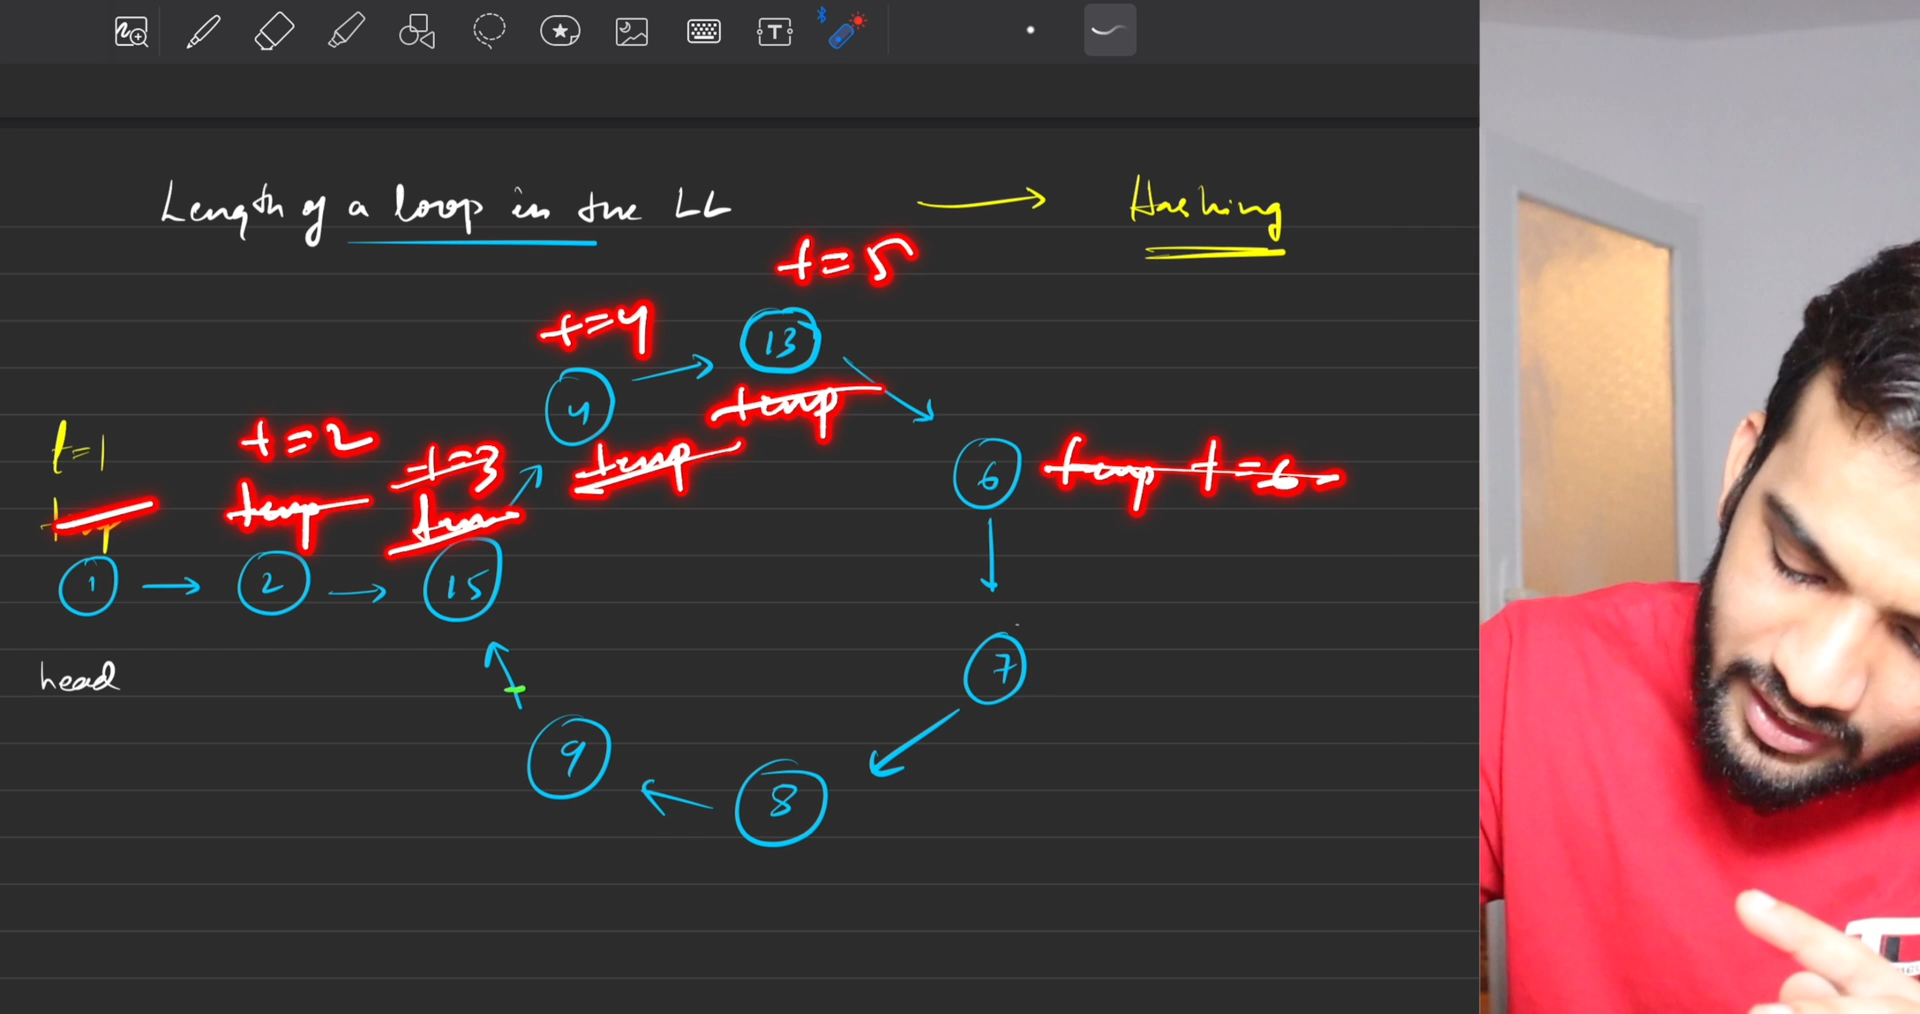 Length of a loop in the LL → Hashing
t=5
t=4
13
temp
4
t=1
t=2
t=3
temp
6
temp t=6
temp
1 → 2 → 15
7
head
9
8